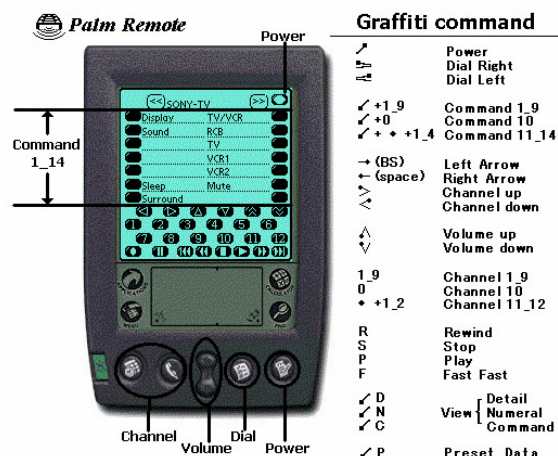 Palm Remote
Power
<< SONY-TV >>
Display TV/VCR
Sound RCB
TV
VCR1
VCR2
Sleep Mute
Surround
1 2 3 4 5 6
7 8 9 10 11 12
Command
1_14
APPLICATIONS
CALCULATOR
MENU
FIND
Channel
Volume
Dial
Power
Graffiti command
Power
Dial Right
Dial Left
+1_9 Command 1_9
+0 Command 10
+ • +1_4 Command 11_14
→ (BS) Left Arrow
← (space) Right Arrow
Channel up
Channel down
Volume up
Volume down
1_9 Channel 1_9
0 Channel 10
• +1_2 Channel 11_12
R Rewind
S Stop
P Play
F Fast Fast
D Detail
N View { Numeral
C Command
P Preset Data